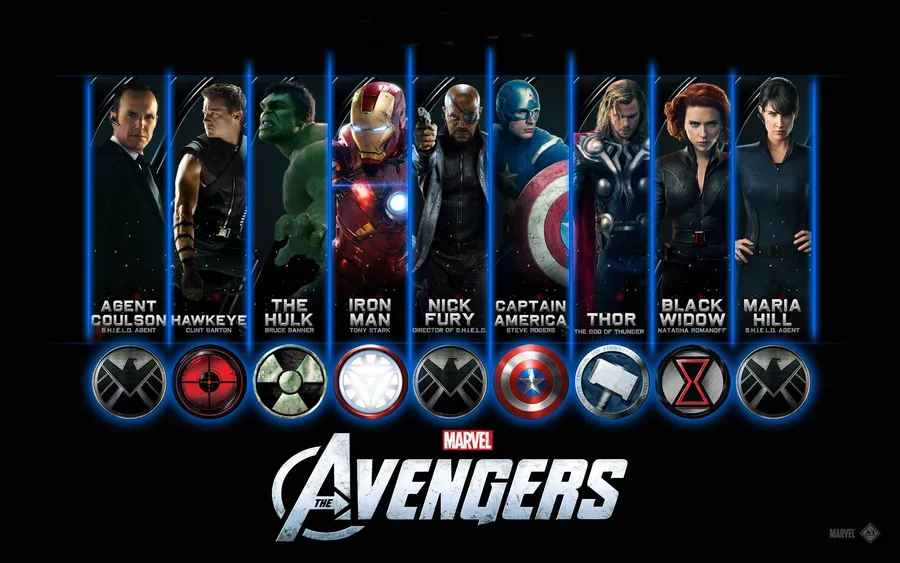 AGENT
COULSON
S.H.I.E.L.D. AGENT
HAWKEYE
CLINT BARTON
THE
HULK
BRUCE BANNER
IRON
MAN
TONY STARK
NICK
FURY
DIRECTOR OF S.H.I.E.L.D.
CAPTAIN
AMERICA
STEVE ROGERS
THOR
THE GOD OF THUNDER
BLACK
WIDOW
NATASHA ROMANOFF
MARIA
HILL
S.H.I.E.L.D. AGENT
MARVEL
THE AVENGERS
MARVEL